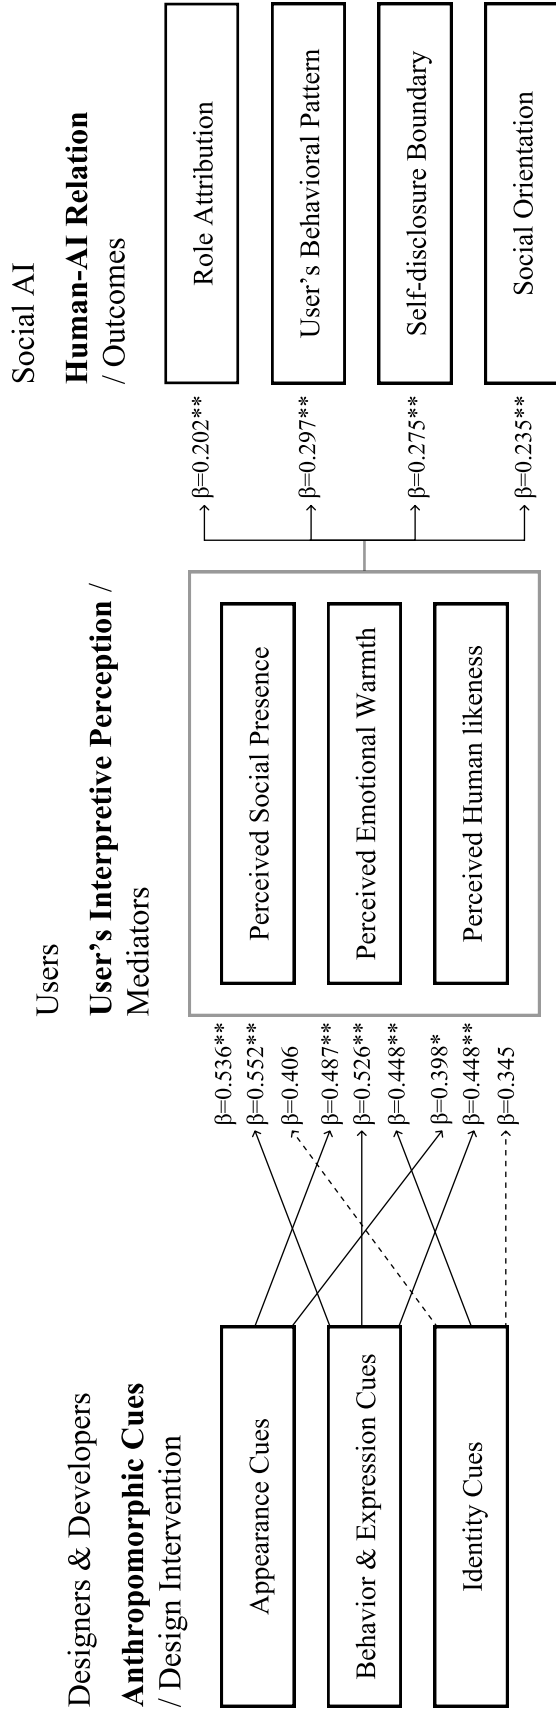 Designers & Developers
Anthropomorphic Cues
/ Design Intervention
Appearance Cues
Behavior & Expression Cues
Identity Cues
Users
User’s Interpretive Perception /
Mediators
β=0.536**
β=0.552**
β=0.406
β=0.487**
β=0.526**
β=0.448**
β=0.398*
β=0.448**
β=0.345
Perceived Social Presence
Perceived Emotional Warmth
Perceived Human likeness
Social AI
Human-AI Relation
/ Outcomes
β=0.202**
β=0.297**
β=0.275**
β=0.235**
Role Attribution
User’s Behavioral Pattern
Self-disclosure Boundary
Social Orientation